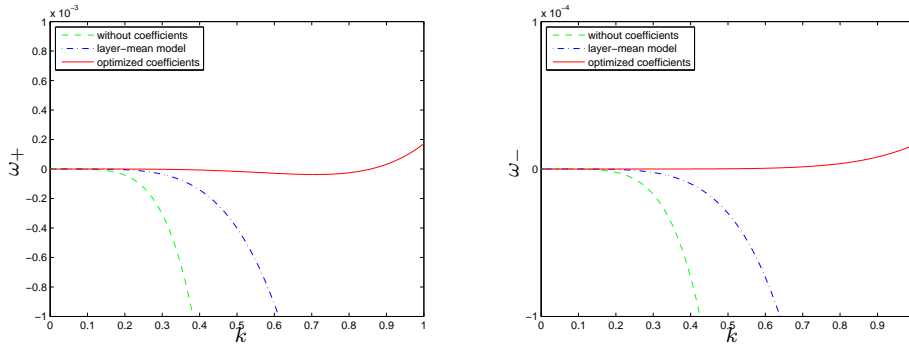 x 10⁻³
1
0.8
0.6
0.4
0.2
0
−0.2
−0.4
−0.6
−0.8
−1
ω+
without coefficients
layer−mean model
optimized coefficients
0 0.1 0.2 0.3 0.4 0.5 0.6 0.7 0.8 0.9 1
k
x 10⁻⁴
1
0
−1
ω−
without coefficients
layer−mean model
optimized coefficients
0 0.1 0.2 0.3 0.4 0.5 0.6 0.7 0.8 0.9
k